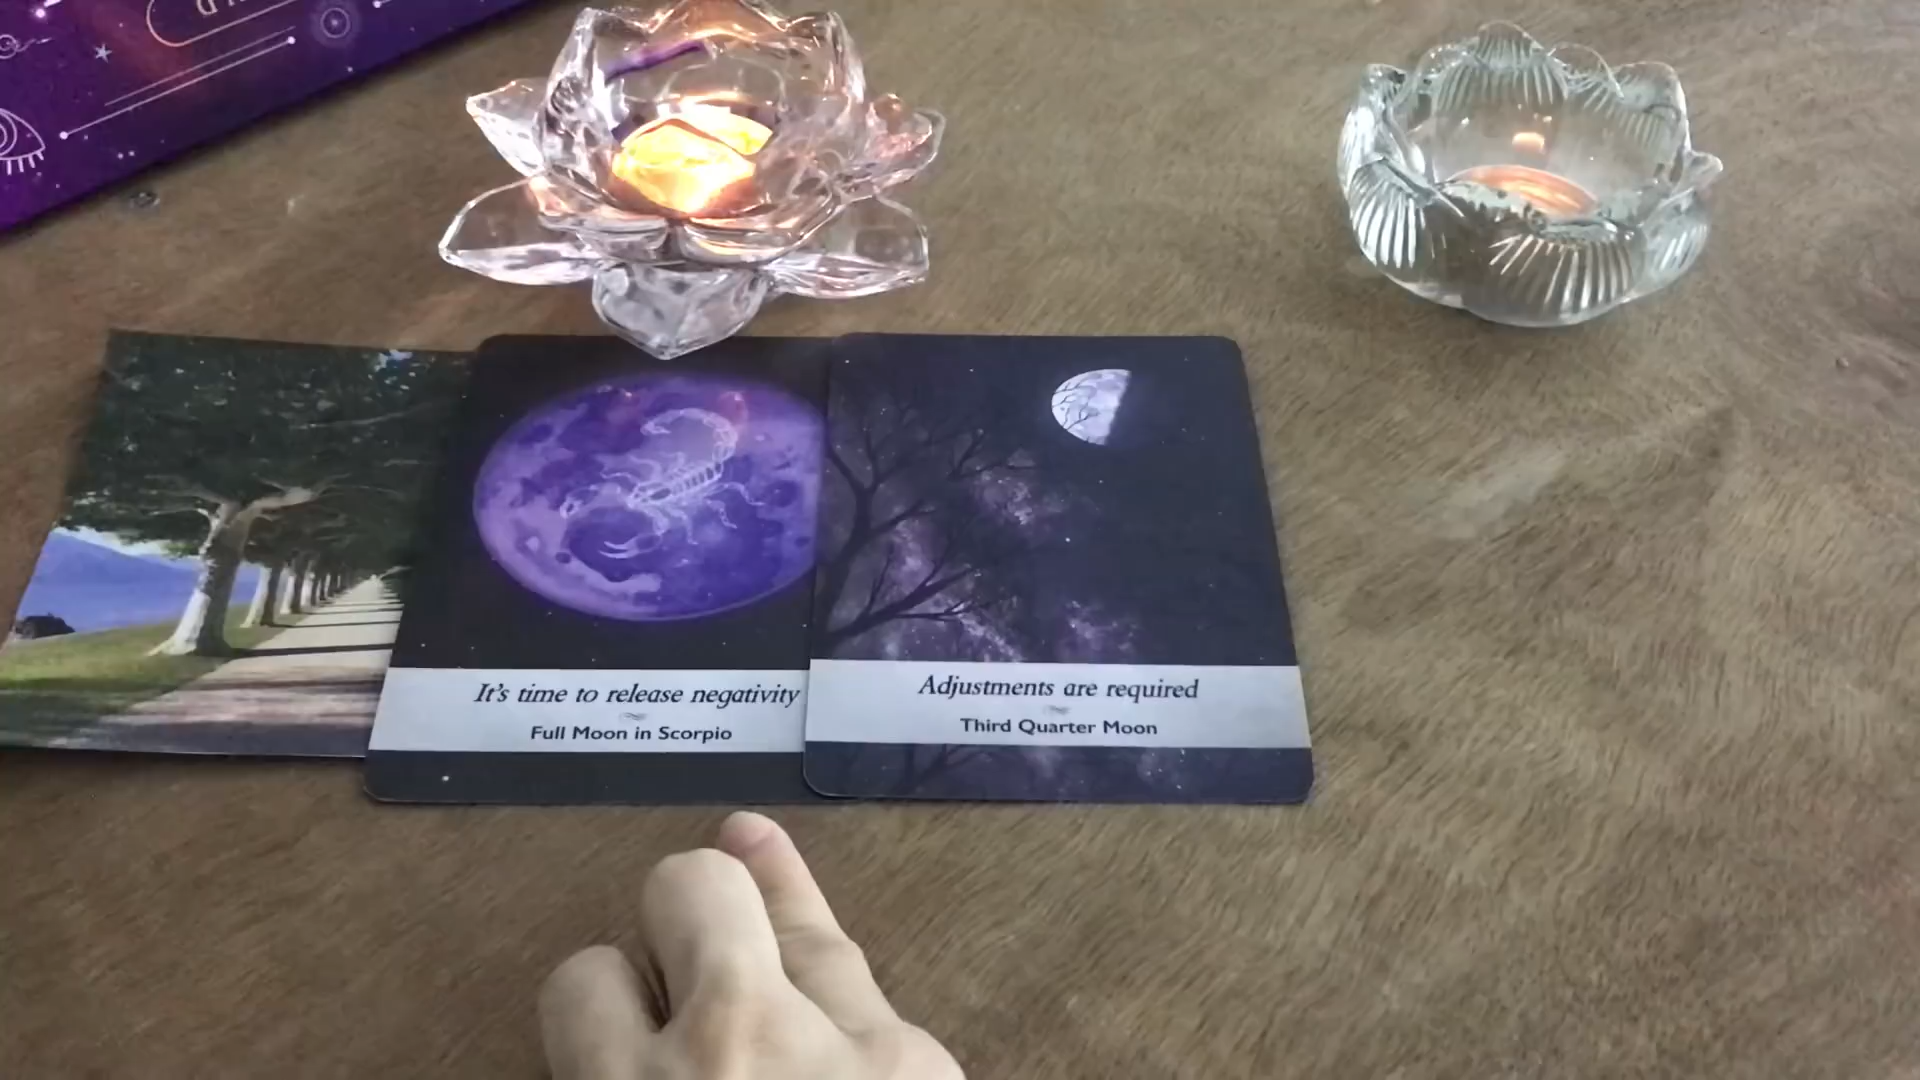 It's time to release negativity
Full Moon in Scorpio
Adjustments are required
Third Quarter Moon